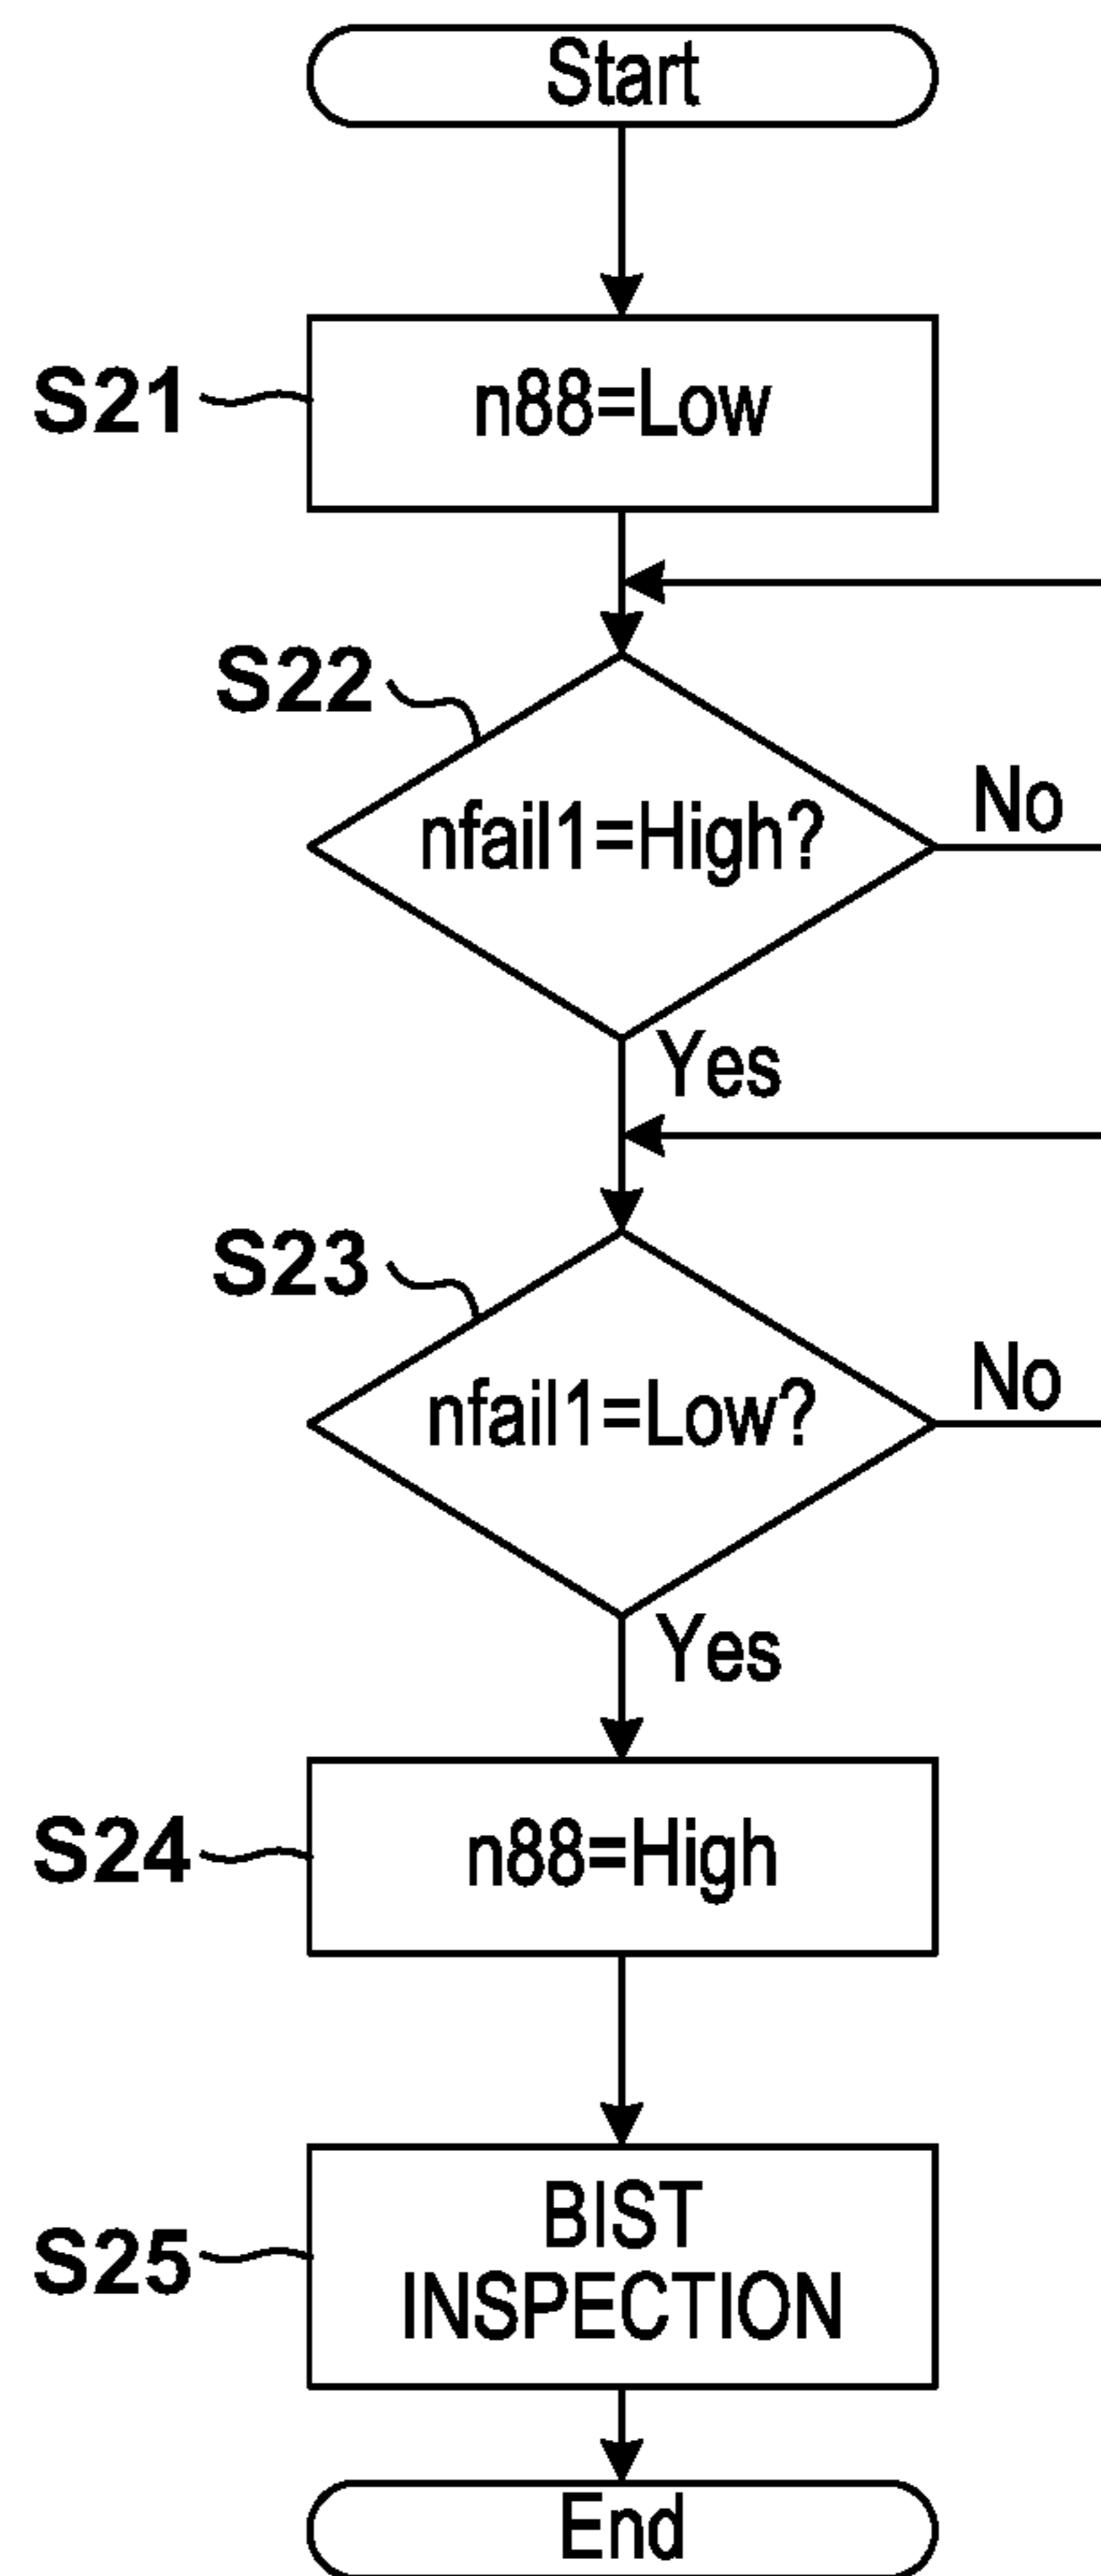 Start
S21
n88=Low
S22
nfail1=High?
No
Yes
S23
nfail1=Low?
No
Yes
S24
n88=High
S25
BIST
INSPECTION
End